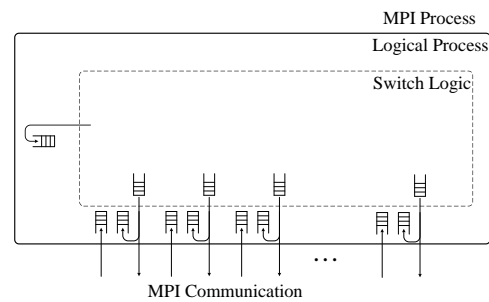 MPI Process
Logical Process
Switch Logic
...
MPI Communication